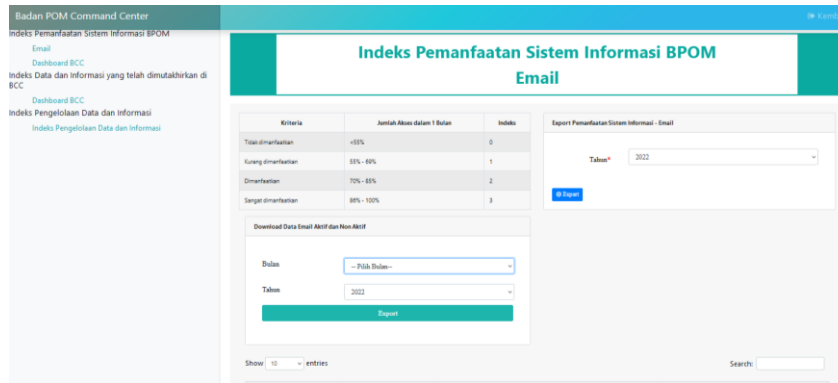 Badan POM Command Center
Kemb
Indeks Pemanfaatan Sistem Informasi BPOM
Email
Dashboard BCC
Indeks Data dan Informasi yang telah dimutakhirkan di
BCC
Dashboard BCC
Indeks Pengelolaan Data dan Informasi
Indeks Pengelolaan Data dan Informasi
Indeks Pemanfaatan Sistem Informasi BPOM
Email
Kriteria Jumlah Akses dalam 1 Bulan Indeks
Tidak dimanfaatkan <55% 0
Kurang dimanfaatkan 55% - 69% 1
Dimanfaatkan 70% - 85% 2
Sangat dimanfaatkan 86% - 100% 3
Export Pemanfaatan Sistem Informasi - Email
Tahun* 2022
Export
Download Data Email Aktif dan Non Aktif
Bulan -- Pilih Bulan--
Tahun 2022
Export
Show 10 entries
Search: